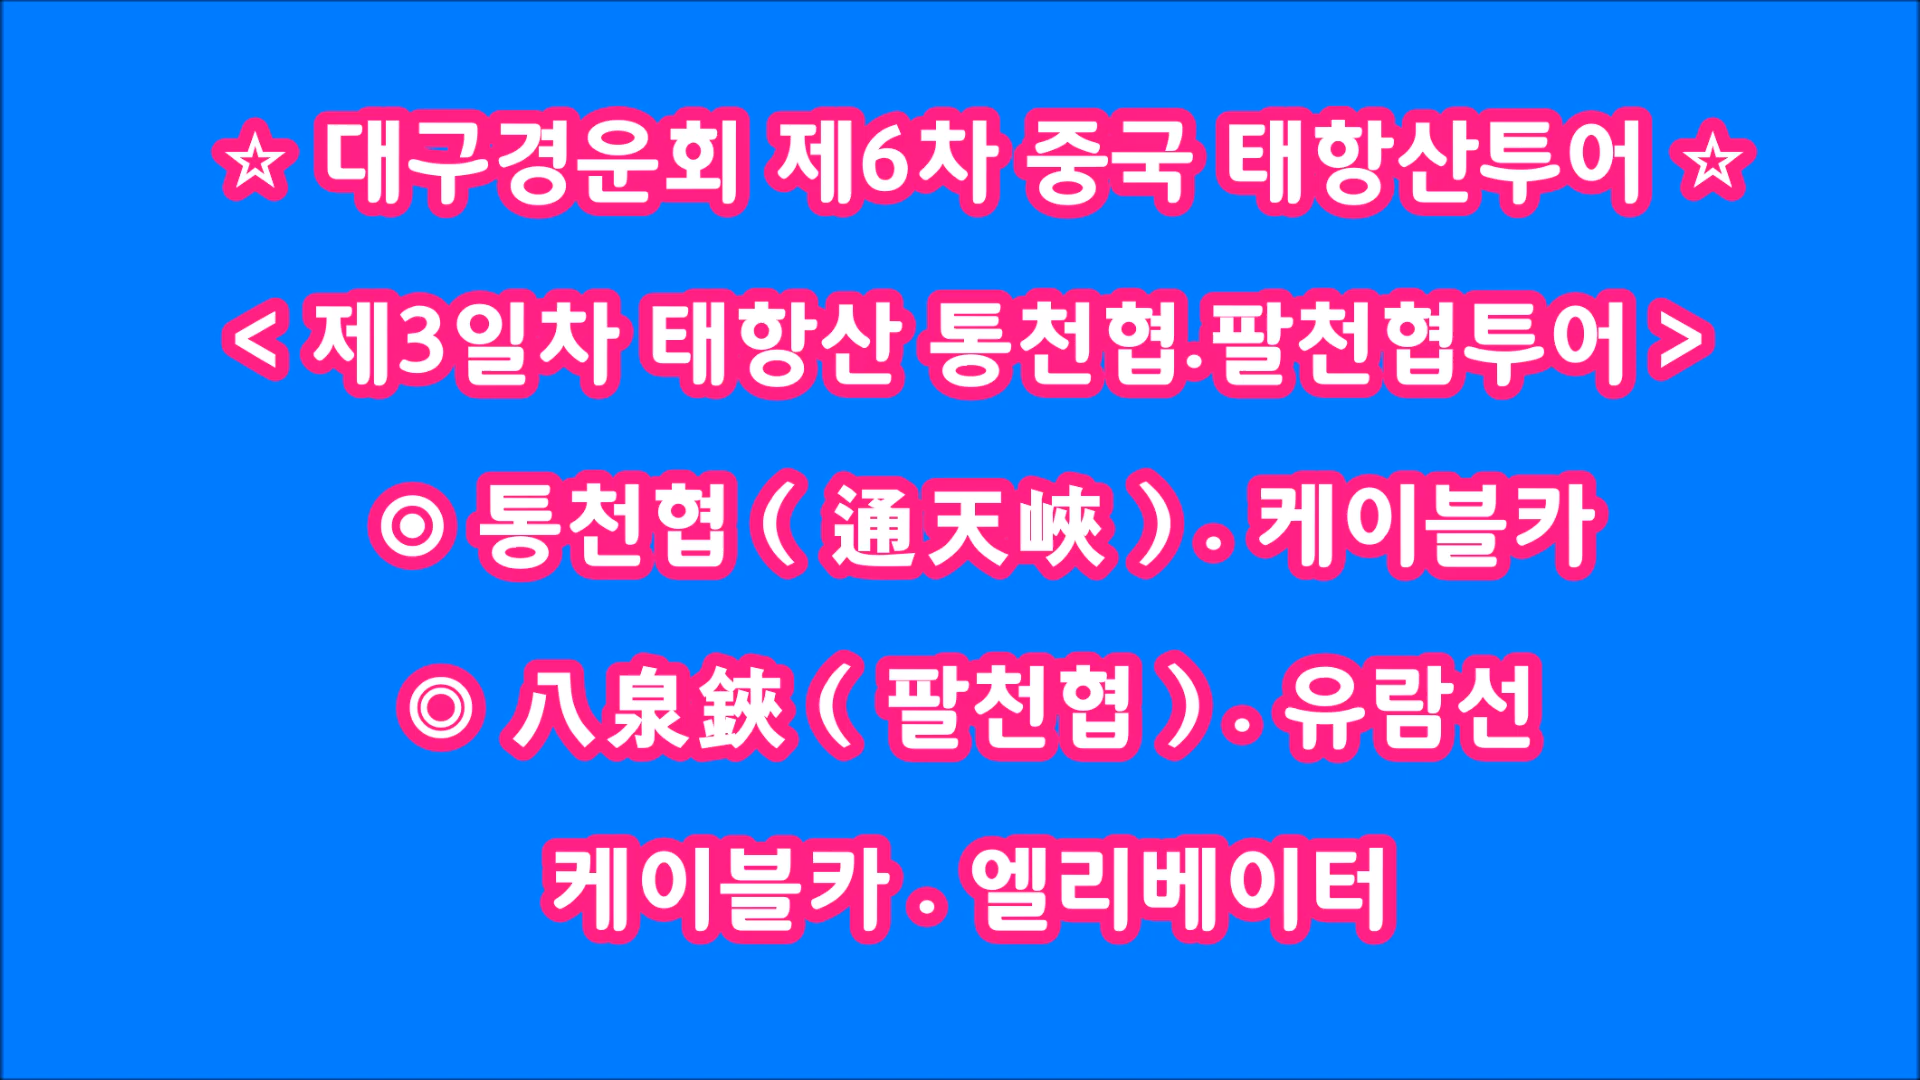 ☆ 대구경운회 제6차 중국 태항산투어 ☆
< 제3일차 태항산 통천협.팔천협투어 >
◉ 통천협 ( 通天峽 ) . 케이블카
◎ 八泉鋏 ( 팔천협 ) . 유람선
케이블카 . 엘리베이터